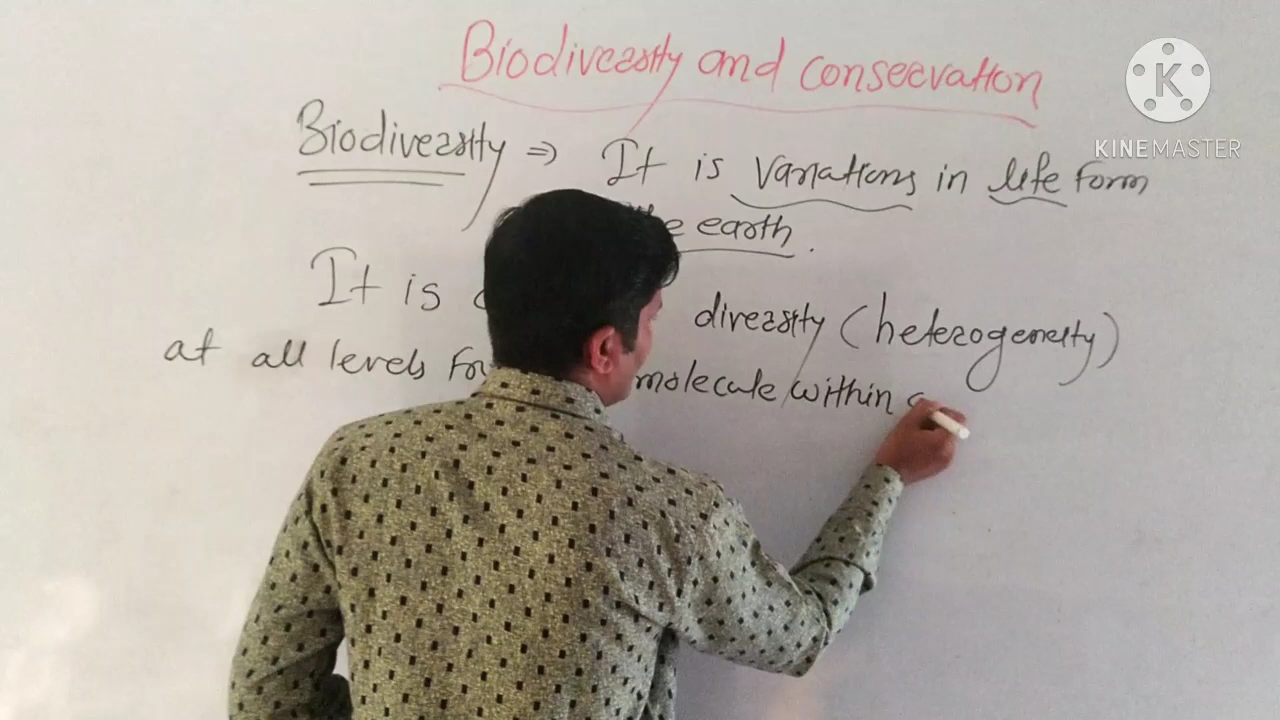 Biodiversity and conservation
K
KINEMASTER
Biodiversity ⇒ It is variations in life form
the earth.
It is diversity (heterogeneity)
at all levels molecule within